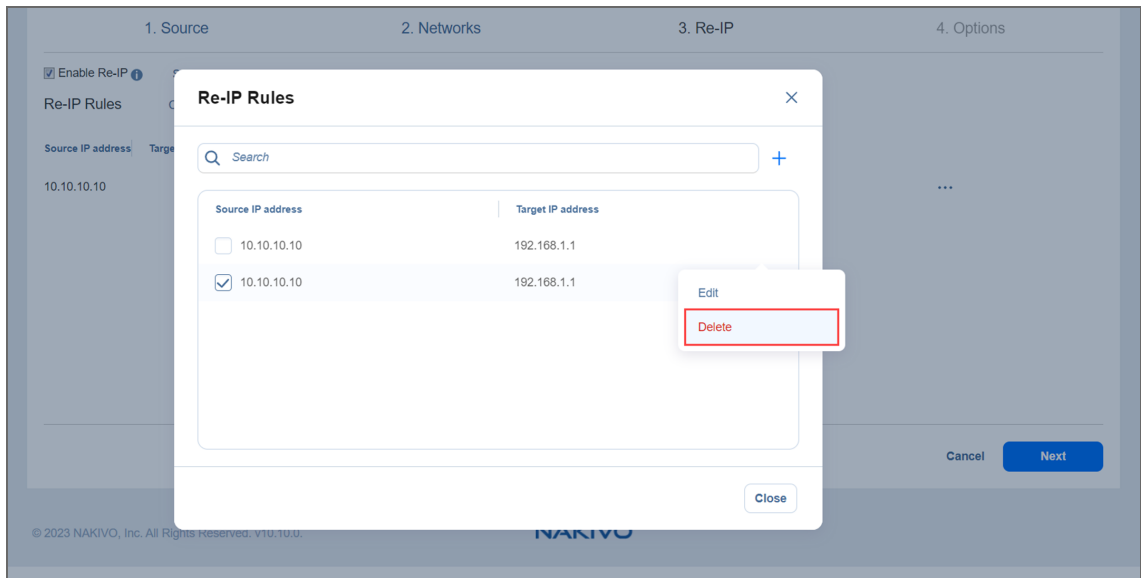 1. Source 2. Networks 3. Re-IP 4. Options
Enable Re-IP
Re-IP Rules
Source IP address
10.10.10.10
...
Re-IP Rules
Search
Source IP address Target IP address
10.10.10.10 192.168.1.1
10.10.10.10 192.168.1.1
Edit
Delete
Close
Cancel Next
© 2023 NAKIVO, Inc. All Rights Reserved. v10.10.0.
NAKIVO